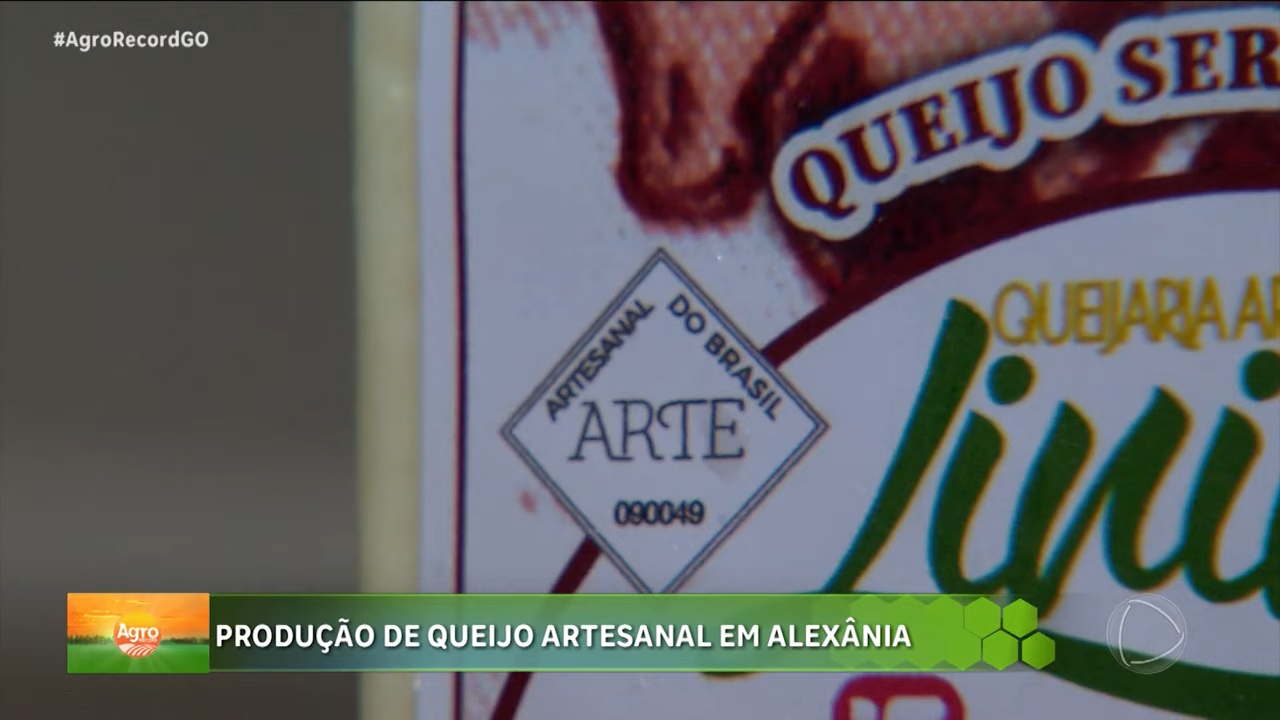 #AgroRecordGO
QUEIJO SER
ARTESANAL DO BRASIL
ARTE
090049
QUEIJARIA
Agro
PRODUÇÃO DE QUEIJO ARTESANAL EM ALEXÂNIA